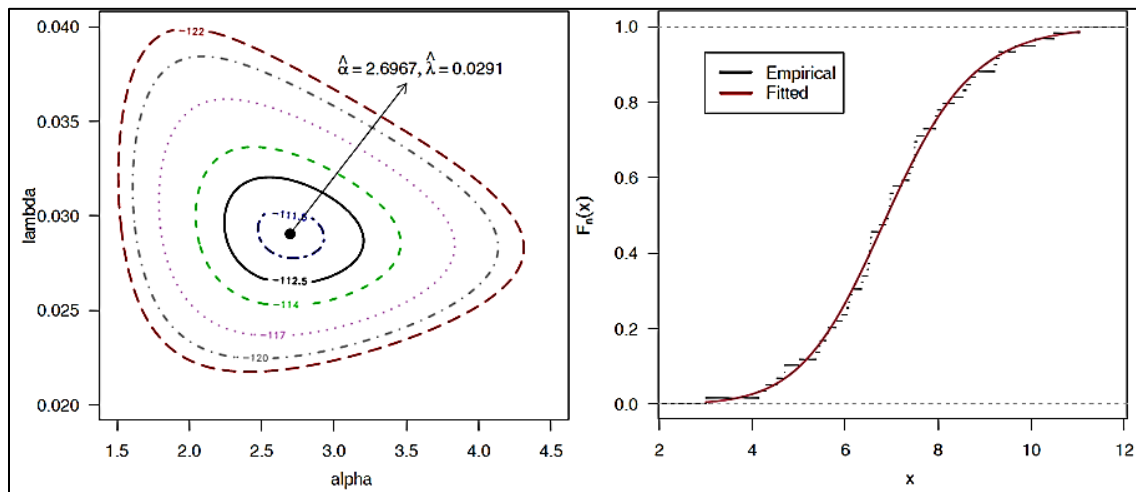 0.040
0.035
0.030
0.025
0.020
lambda
1.5 2.0 2.5 3.0 3.5 4.0 4.5
alpha
−122
α̂ = 2.6967, λ̂ = 0.0291
−111.6
−112.5
−114
−117
−120
1.0
0.8
0.6
0.4
0.2
0.0
Fn(x)
Empirical
Fitted
2 4 6 8 10 12
x